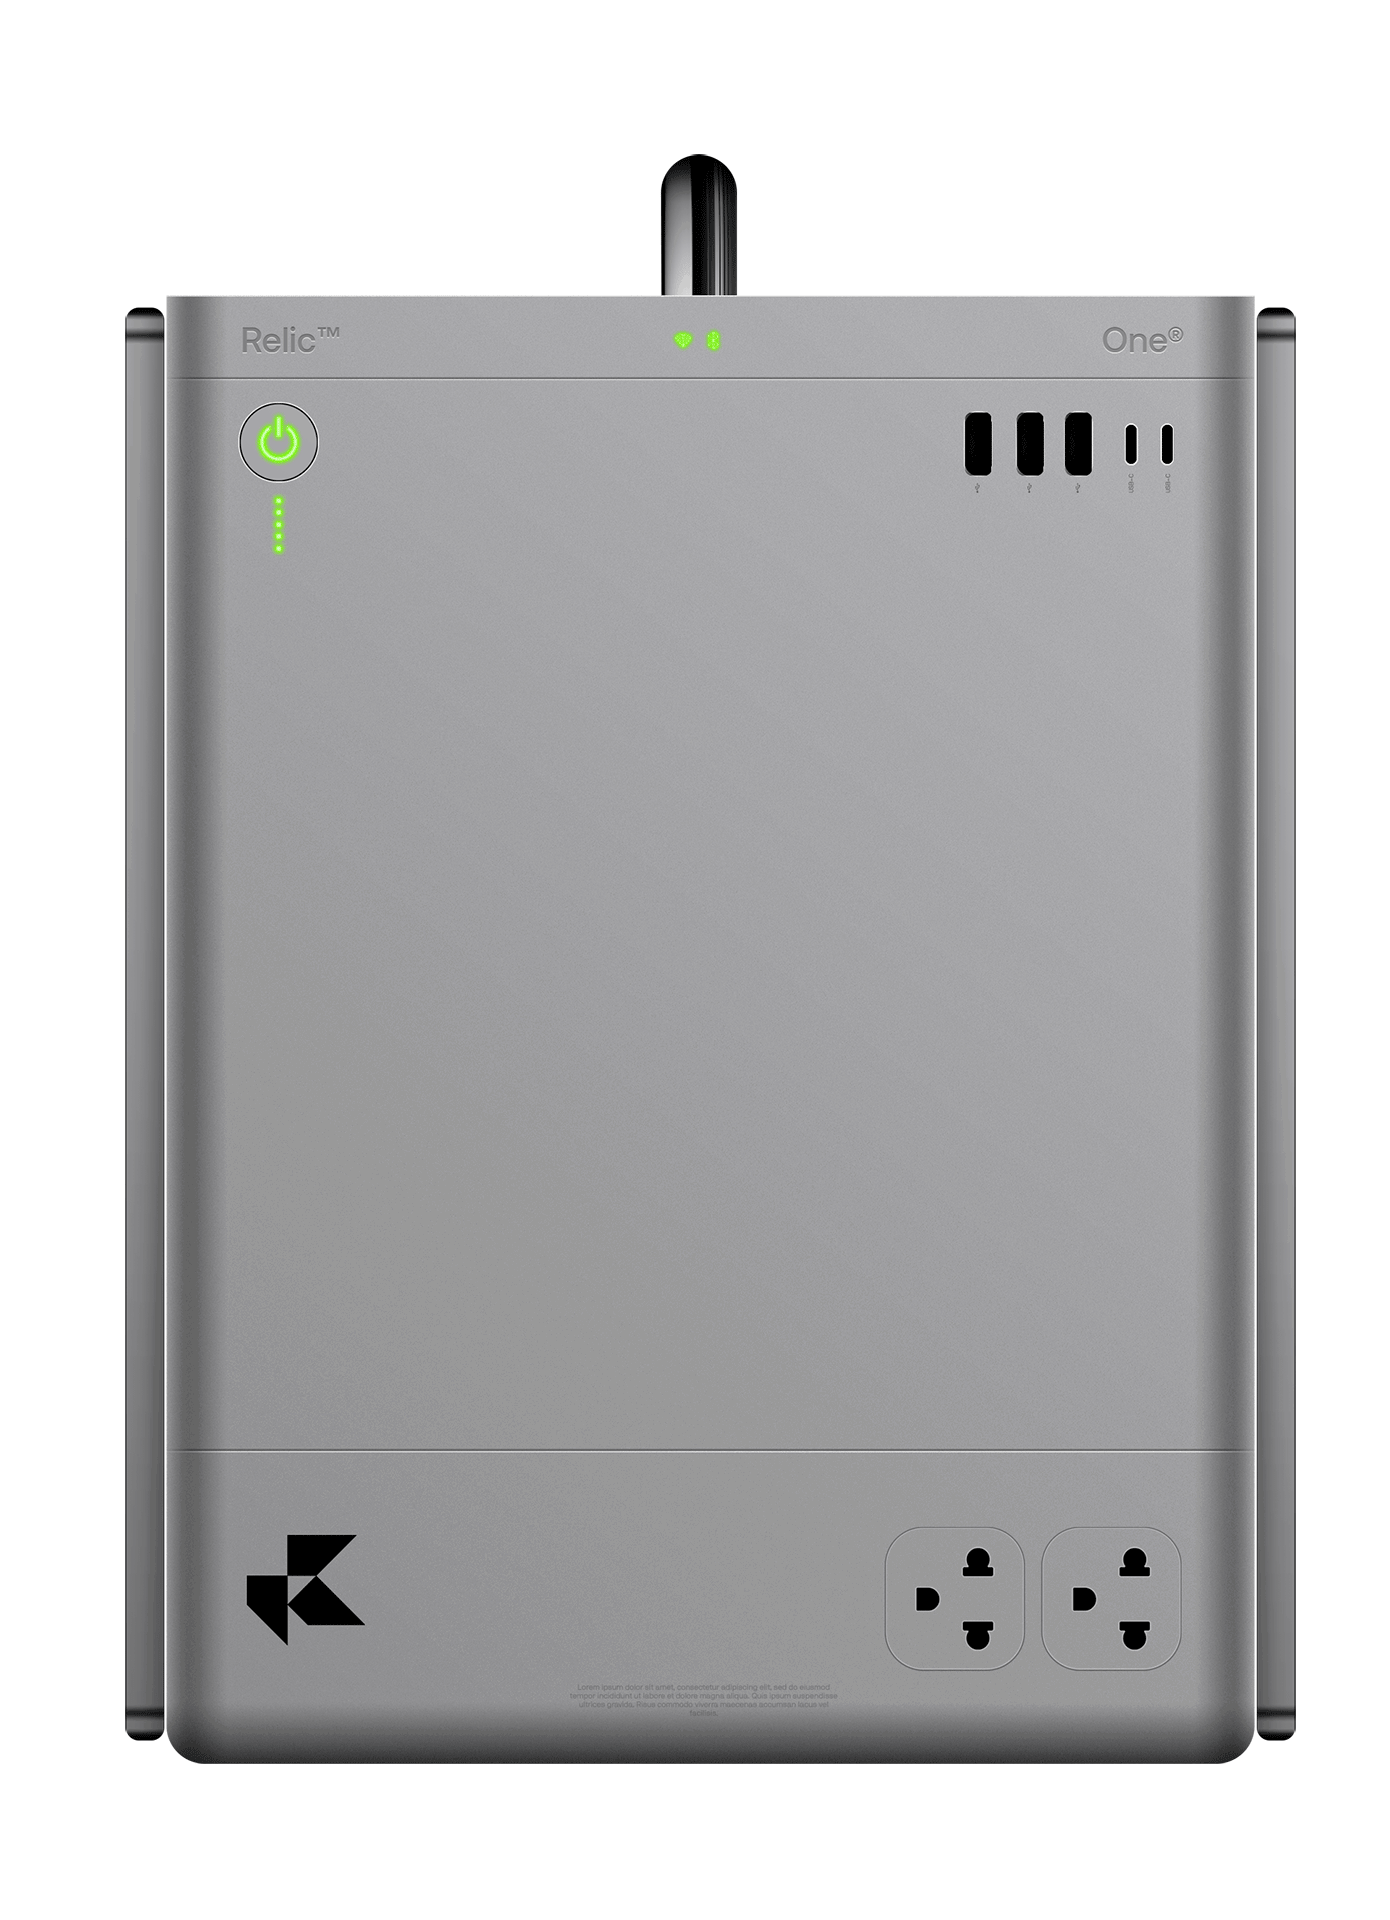 Relic™ One®
USB-C USB-C
Lorem ipsum dolor sit amet, consectetur adipiscing elit, sed do eiusmod
tempor incididunt ut labore et dolore magna aliqua. Quis ipsum suspendisse
ultrices gravida. Risus commodo viverra maecenas accumsan lacus vel
facilisis.